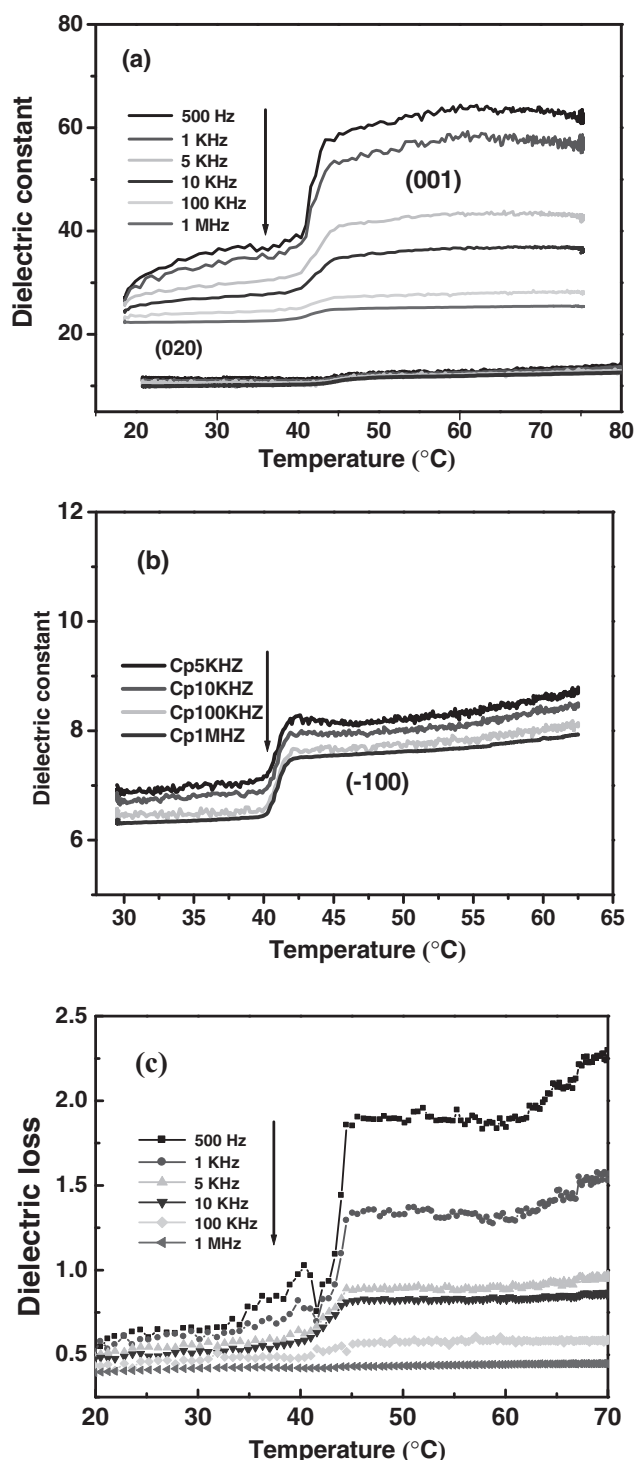 (a)
80
60
40
20
Dielectric constant
500 Hz
1 KHz
5 KHz
10 KHz
100 KHz
1 MHz
(001)
(020)
20 30 40 50 60 70 80
Temperature (°C)
(b)
12
10
8
6
Dielectric constant
Cp5KHZ
Cp10KHZ
Cp100KHZ
Cp1MHZ
(-100)
30 35 40 45 50 55 60 65
Temperature (°C)
(c)
2.5
2.0
1.5
1.0
0.5
Dielectric loss
500 Hz
1 KHz
5 KHz
10 KHz
100 KHz
1 MHz
20 30 40 50 60 70
Temperature (°C)